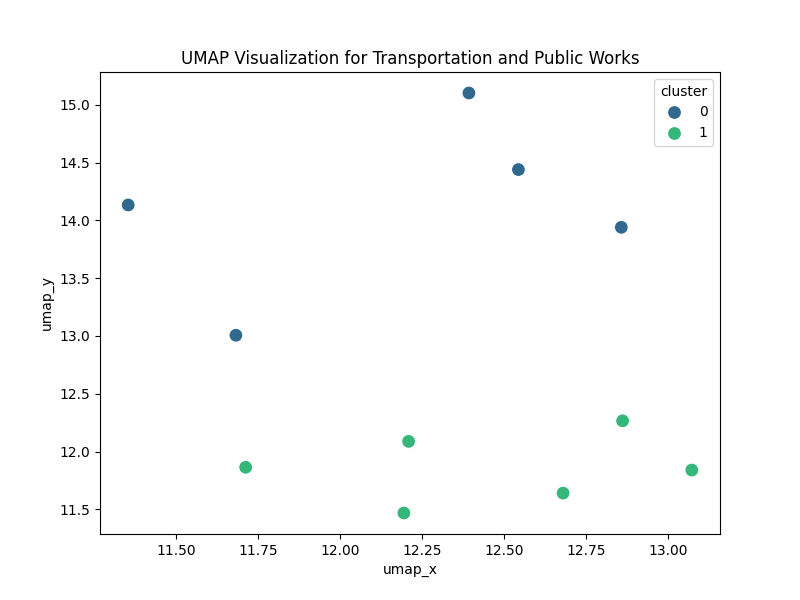 UMAP Visualization for Transportation and Public Works
cluster
0
1
15.0
14.5
14.0
13.5
13.0
12.5
12.0
11.5
umap_y
11.50 11.75 12.00 12.25 12.50 12.75 13.00
umap_x